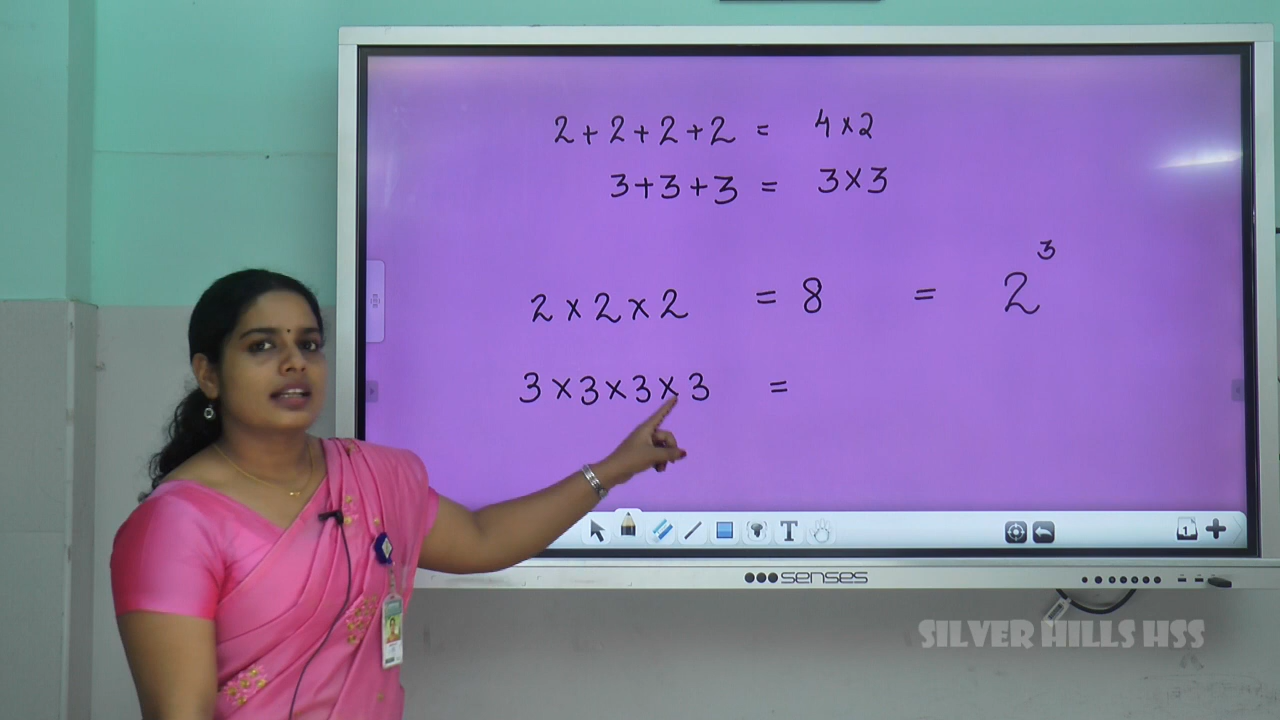 2+2+2+2 = 4×2
3+3+3 = 3×3
2×2×2 = 8 = 2³
3×3×3×3 =
T
1
senses
SILVER HILLS HSS